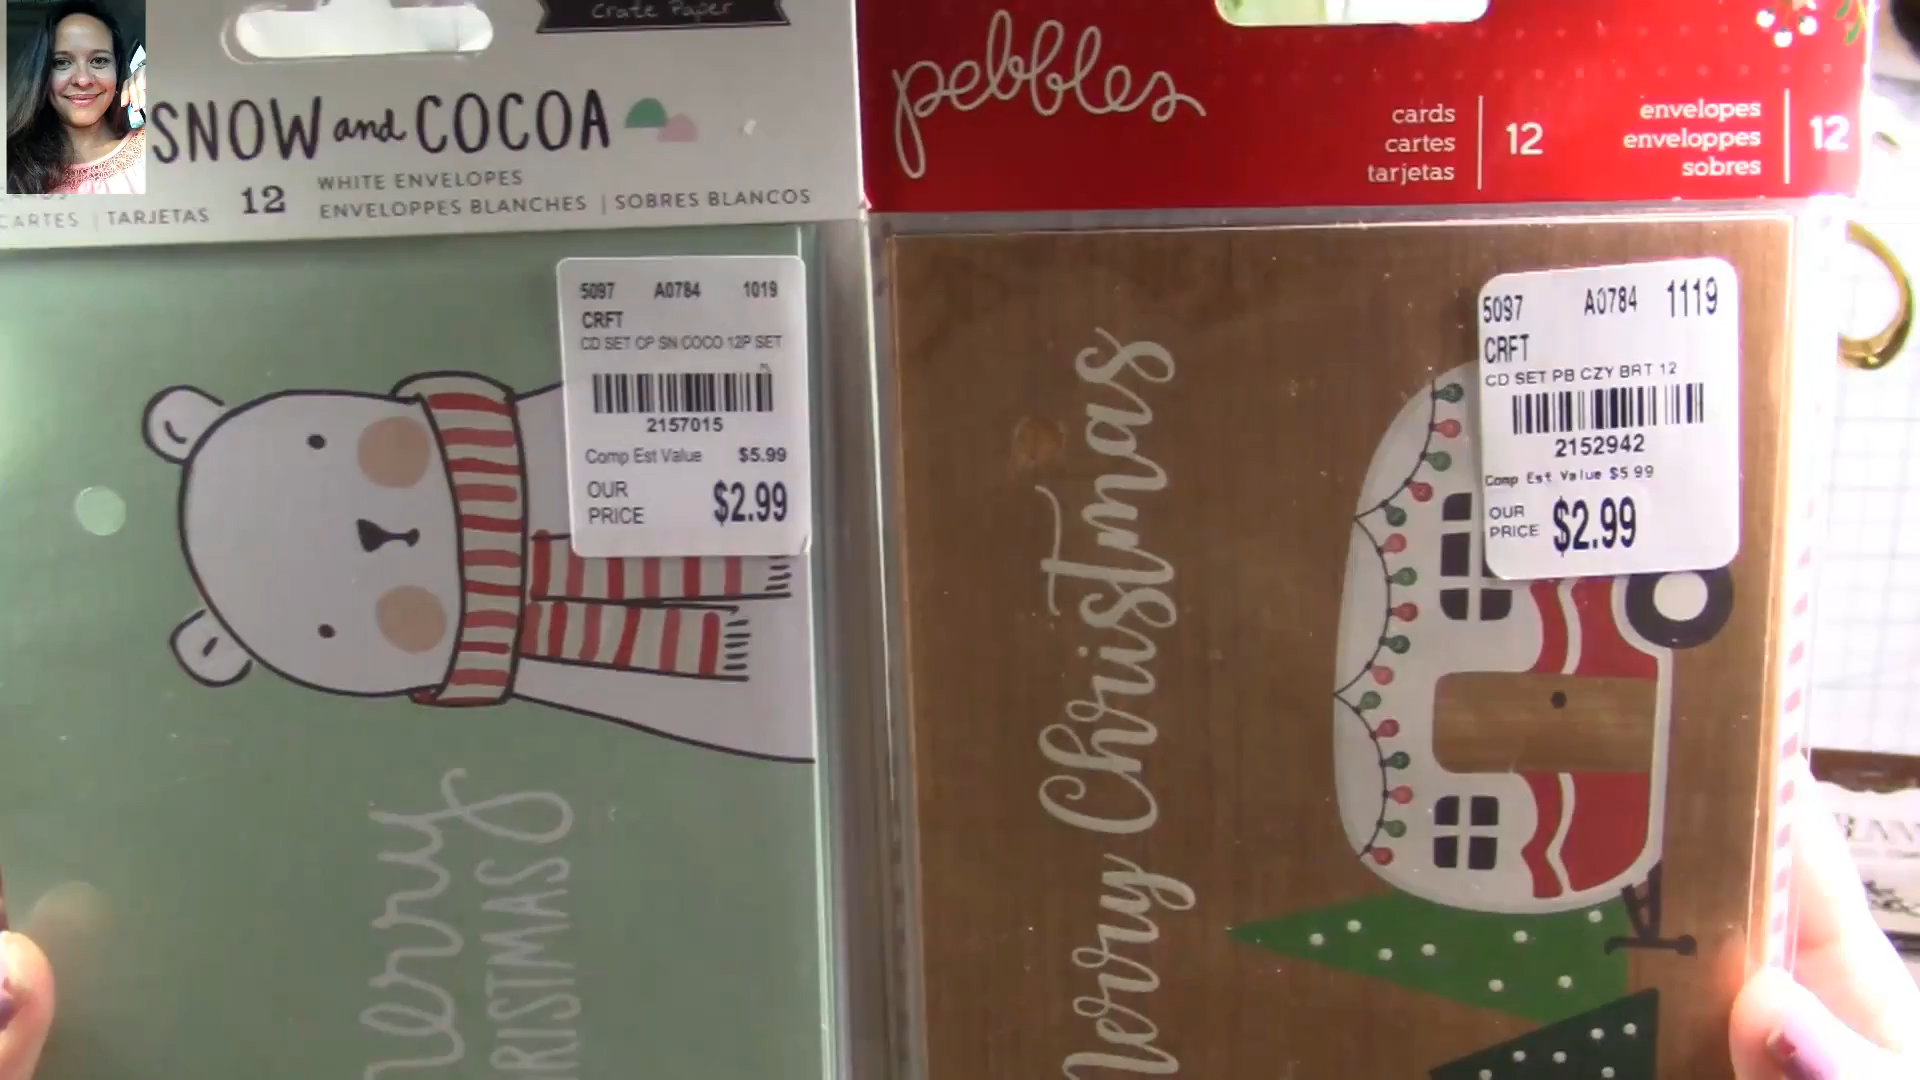 Crate Paper
SNOW and COCOA
CARTES | TARJETAS
12
WHITE ENVELOPES
ENVELOPPES BLANCHES | SOBRES BLANCOS
5097 A0784 1019
CRFT
CD SET CP SN COCO 12P SET
2157015
Comp Est Value $5.99
OUR PRICE $2.99
merry
CHRISTMAS
pebbles
cards
cartes
tarjetas
12
envelopes
enveloppes
sobres
12
5097 A0784 1119
CRFT
CD SET PB CZY BRT 12
2152942
Comp Est Value $5.99
OUR PRICE $2.99
Merry Christmas